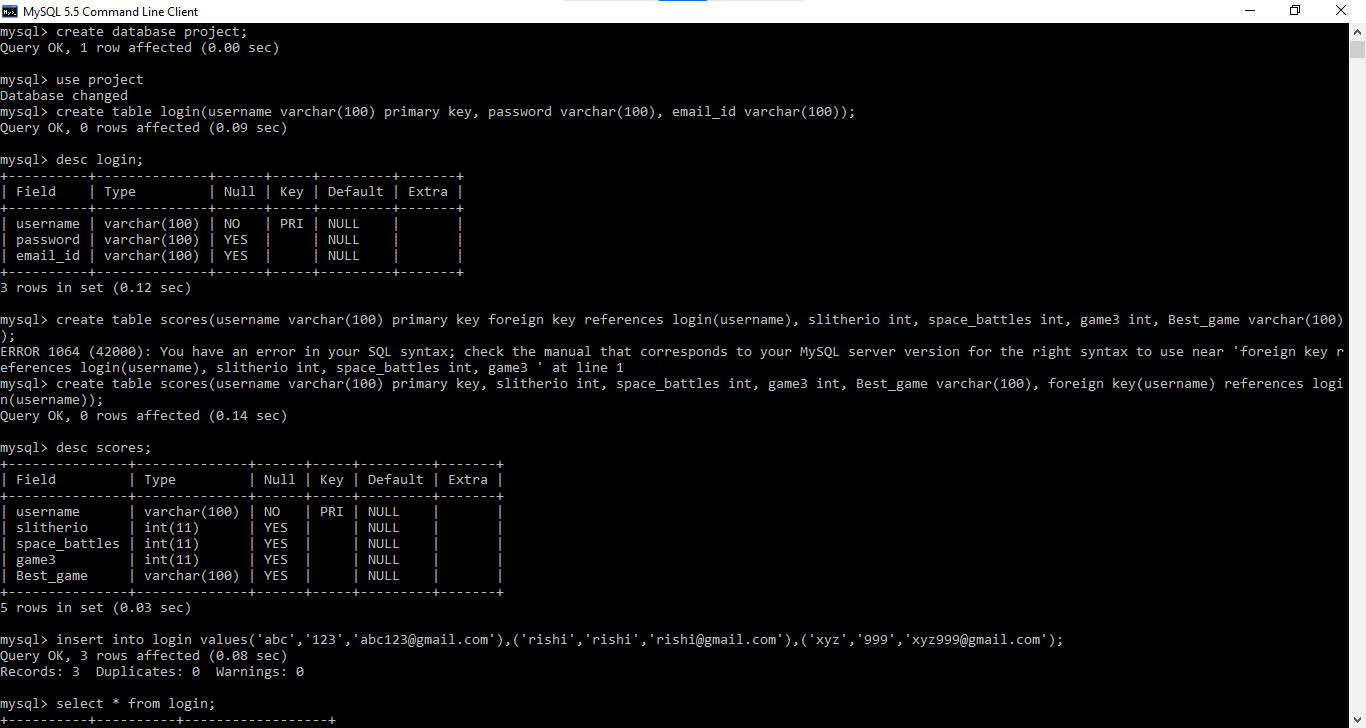 MySQL 5.5 Command Line Client
mysql> create database project;
Query OK, 1 row affected (0.00 sec)

mysql> use project
Database changed
mysql> create table login(username varchar(100) primary key, password varchar(100), email_id varchar(100));
Query OK, 0 rows affected (0.09 sec)

mysql> desc login;
+----------+--------------+------+-----+---------+-------+
| Field    | Type         | Null | Key | Default | Extra |
+----------+--------------+------+-----+---------+-------+
| username | varchar(100) | NO   | PRI | NULL    |       |
| password | varchar(100) | YES  |     | NULL    |       |
| email_id | varchar(100) | YES  |     | NULL    |       |
+----------+--------------+------+-----+---------+-------+
3 rows in set (0.12 sec)

mysql> create table scores(username varchar(100) primary key foreign key references login(username), slitherio int, space_battles int, game3 int, Best_game varchar(100)
);
ERROR 1064 (42000): You have an error in your SQL syntax; check the manual that corresponds to your MySQL server version for the right syntax to use near 'foreign key r
eferences login(username), slitherio int, space_battles int, game3 ' at line 1
mysql> create table scores(username varchar(100) primary key, slitherio int, space_battles int, game3 int, Best_game varchar(100), foreign key(username) references logi
n(username));
Query OK, 0 rows affected (0.14 sec)

mysql> desc scores;
+---------------+--------------+------+-----+---------+-------+
| Field         | Type         | Null | Key | Default | Extra |
+---------------+--------------+------+-----+---------+-------+
| username      | varchar(100) | NO   | PRI | NULL    |       |
| slitherio     | int(11)      | YES  |     | NULL    |       |
| space_battles | int(11)      | YES  |     | NULL    |       |
| game3         | int(11)      | YES  |     | NULL    |       |
| Best_game     | varchar(100) | YES  |     | NULL    |       |
+---------------+--------------+------+-----+---------+-------+
5 rows in set (0.03 sec)

mysql> insert into login values('abc','123','abc123@gmail.com'),('rishi','rishi','rishi@gmail.com'),('xyz','999','xyz999@gmail.com');
Query OK, 3 rows affected (0.08 sec)
Records: 3  Duplicates: 0  Warnings: 0

mysql> select * from login;
+----------+----------+------------------+